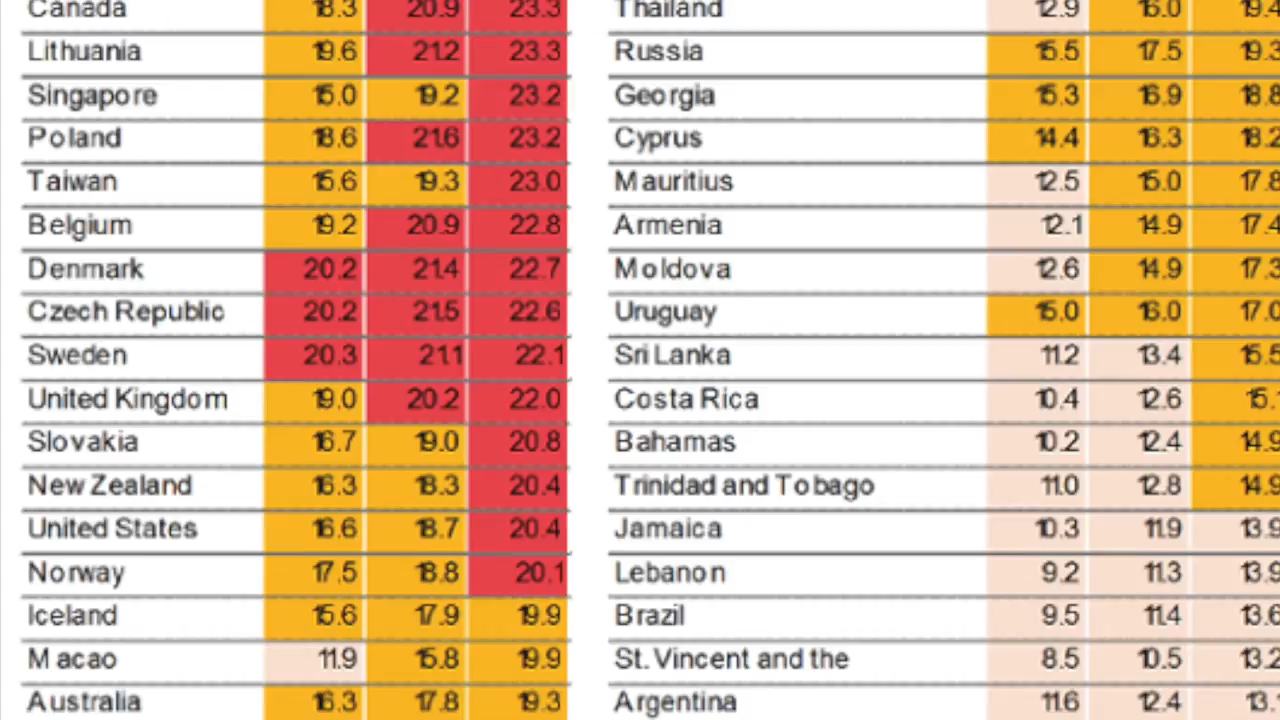 Canada 18.3 20.9 23.3 Thailand 12.9 16.0 19.4
Lithuania 19.6 21.2 23.3 Russia 15.5 17.5 19.3
Singapore 15.0 19.2 23.2 Georgia 15.3 16.9 18.8
Poland 18.6 21.6 23.2 Cyprus 14.4 16.3 18.2
Taiwan 15.6 19.3 23.0 Mauritius 12.5 15.0 17.8
Belgium 19.2 20.9 22.8 Armenia 12.1 14.9 17.4
Denmark 20.2 21.4 22.7 Moldova 12.6 14.9 17.3
Czech Republic 20.2 21.5 22.6 Uruguay 15.0 16.0 17.0
Sweden 20.3 21.1 22.1 Sri Lanka 11.2 13.4 15.5
United Kingdom 19.0 20.2 22.0 Costa Rica 10.4 12.6 15.
Slovakia 16.7 19.0 20.8 Bahamas 10.2 12.4 14.9
New Zealand 16.3 18.3 20.4 Trinidad and Tobago 11.0 12.8 14.9
United States 16.6 18.7 20.4 Jamaica 10.3 11.9 13.9
Norway 17.5 18.8 20.1 Lebanon 9.2 11.3 13.9
Iceland 15.6 17.9 19.9 Brazil 9.5 11.4 13.6
Macao 11.9 15.8 19.9 St. Vincent and the 8.5 10.5 13.2
Australia 16.3 17.8 19.3 Argentina 11.6 12.4 13.